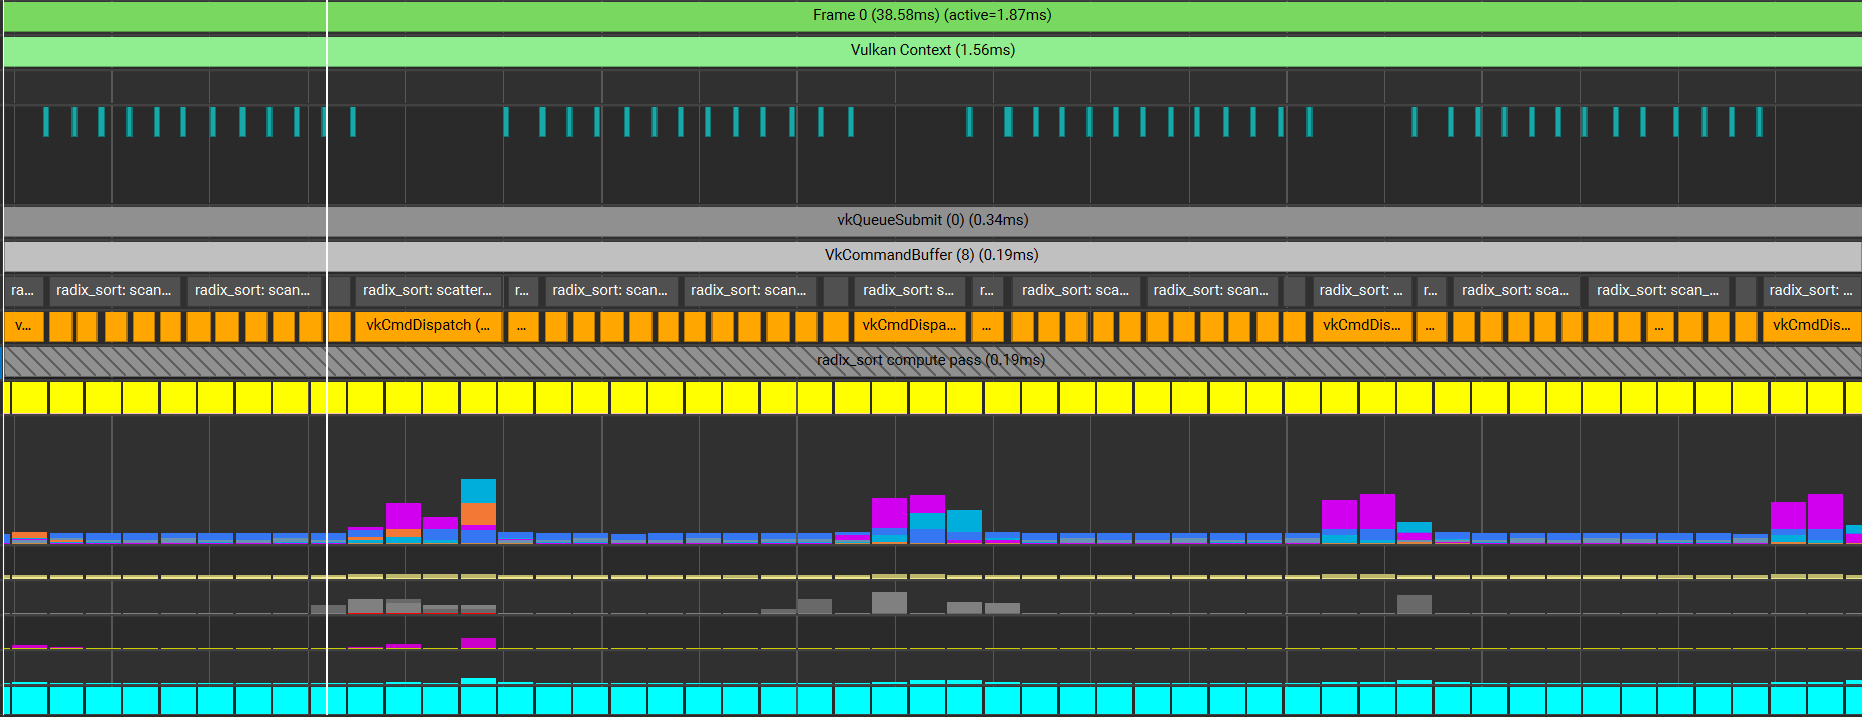 Frame 0 (38.58ms) (active=1.87ms)
Vulkan Context (1.56ms)
vkQueueSubmit (0) (0.34ms)
VkCommandBuffer (8) (0.19ms)
ra... radix_sort: scan... radix_sort: scan... radix_sort: scatter... r... radix_sort: scan... radix_sort: scan... radix_sort: s... r... radix_sort: sca... radix_sort: scan... radix_sort: ... r... radix_sort: sca... radix_sort: scan_... radix_sort: ...
v... vkCmdDispatch (... ... vkCmdDispa... ... vkCmdDis... ... ... vkCmdDis...
radix_sort compute pass (0.19ms)